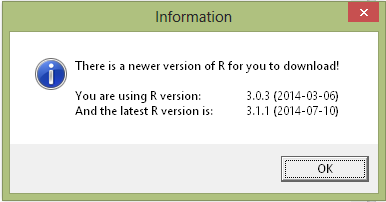 Information
There is a newer version of R for you to download!
You are using R version: 3.0.3 (2014-03-06)
And the latest R version is: 3.1.1 (2014-07-10)
OK